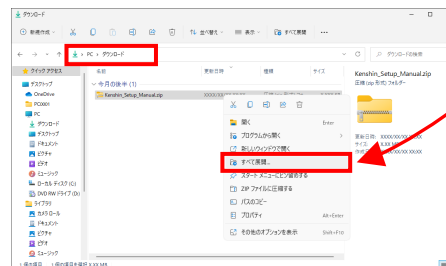 ダウンロード
新規作成
並べ替え
表示
すべて展開
PC › ダウンロード
ダウンロードの検索
クイック アクセス
デスクトップ
OneDrive
PC0001
PC
ダウンロード
デスクトップ
ドキュメント
ピクチャ
ビデオ
ミュージック
ローカル ディスク (C:)
DVD RW ドライブ (D:)
ライブラリ
カメラロール
ドキュメント
ピクチャ
ビデオ
ミュージック
名前 更新日時 種類 サイズ
今月の後半 (1)
Kenshin_Setup_Manual.zip
開く Enter
プログラムから開く
新しいウィンドウで開く
すべて展開...
スタート メニューにピン留めする
ZIP ファイルに圧縮する
パスのコピー
プロパティ Alt+Enter
その他のオプションを表示 Shift+F10
Kenshin_Setup_Manual.zip
圧縮 (zip 形式) フォルダー
更新日時:
サイズ:
1 個の項目